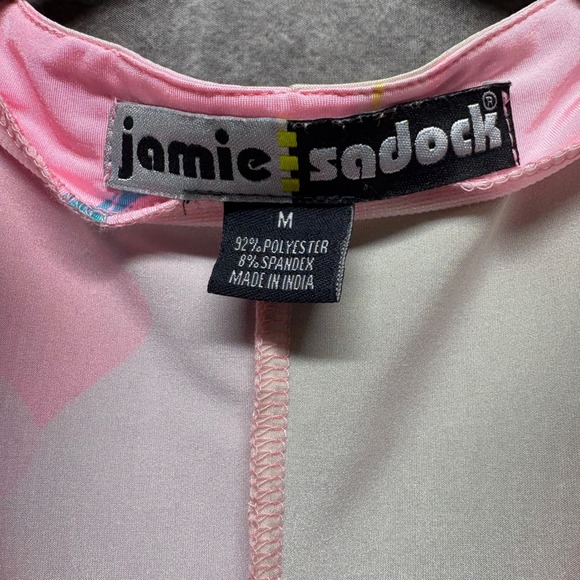 jamie sadock®
M
92% POLYESTER
8% SPANDEX
MADE IN INDIA